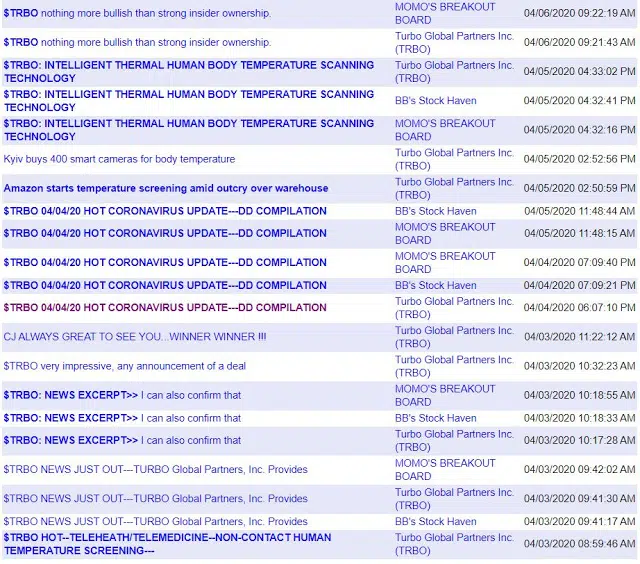 $TRBO nothing more bullish than strong insider ownership. MOMO'S BREAKOUT BOARD 04/06/2020 09:22:19 AM
$TRBO nothing more bullish than strong insider ownership. Turbo Global Partners Inc. (TRBO) 04/06/2020 09:21:43 AM
$TRBO: INTELLIGENT THERMAL HUMAN BODY TEMPERATURE SCANNING TECHNOLOGY Turbo Global Partners Inc. (TRBO) 04/05/2020 04:33:02 PM
$TRBO: INTELLIGENT THERMAL HUMAN BODY TEMPERATURE SCANNING TECHNOLOGY BB's Stock Haven 04/05/2020 04:32:41 PM
$TRBO: INTELLIGENT THERMAL HUMAN BODY TEMPERATURE SCANNING TECHNOLOGY MOMO'S BREAKOUT BOARD 04/05/2020 04:32:16 PM
Kyiv buys 400 smart cameras for body temperature Turbo Global Partners Inc. (TRBO) 04/05/2020 02:52:56 PM
Amazon starts temperature screening amid outcry over warehouse Turbo Global Partners Inc. (TRBO) 04/05/2020 02:50:59 PM
$TRBO 04/04/20 HOT CORONAVIRUS UPDATE---DD COMPILATION BB's Stock Haven 04/05/2020 11:48:44 AM
$TRBO 04/04/20 HOT CORONAVIRUS UPDATE---DD COMPILATION MOMO'S BREAKOUT BOARD 04/05/2020 11:48:15 AM
$TRBO 04/04/20 HOT CORONAVIRUS UPDATE---DD COMPILATION MOMO'S BREAKOUT BOARD 04/04/2020 07:09:40 PM
$TRBO 04/04/20 HOT CORONAVIRUS UPDATE---DD COMPILATION BB's Stock Haven 04/04/2020 07:09:21 PM
$TRBO 04/04/20 HOT CORONAVIRUS UPDATE---DD COMPILATION Turbo Global Partners Inc. (TRBO) 04/04/2020 06:07:10 PM
CJ ALWAYS GREAT TO SEE YOU...WINNER WINNER !!! Turbo Global Partners Inc. (TRBO) 04/03/2020 11:22:12 AM
$TRBO very impressive, any announcement of a deal Turbo Global Partners Inc. (TRBO) 04/03/2020 10:32:23 AM
$TRBO: NEWS EXCERPT>> I can also confirm that MOMO'S BREAKOUT BOARD 04/03/2020 10:18:55 AM
$TRBO: NEWS EXCERPT>> I can also confirm that BB's Stock Haven 04/03/2020 10:18:33 AM
$TRBO: NEWS EXCERPT>> I can also confirm that Turbo Global Partners Inc. (TRBO) 04/03/2020 10:17:28 AM
$TRBO NEWS JUST OUT---TURBO Global Partners, Inc. Provides MOMO'S BREAKOUT BOARD 04/03/2020 09:42:02 AM
$TRBO NEWS JUST OUT---TURBO Global Partners, Inc. Provides Turbo Global Partners Inc. (TRBO) 04/03/2020 09:41:30 AM
$TRBO NEWS JUST OUT---TURBO Global Partners, Inc. Provides BB's Stock Haven 04/03/2020 09:41:17 AM
$TRBO HOT--TELEHEATH/TELEMEDICINE--NON-CONTACT HUMAN TEMPERATURE SCREENING--- Turbo Global Partners Inc. (TRBO) 04/03/2020 08:59:46 AM